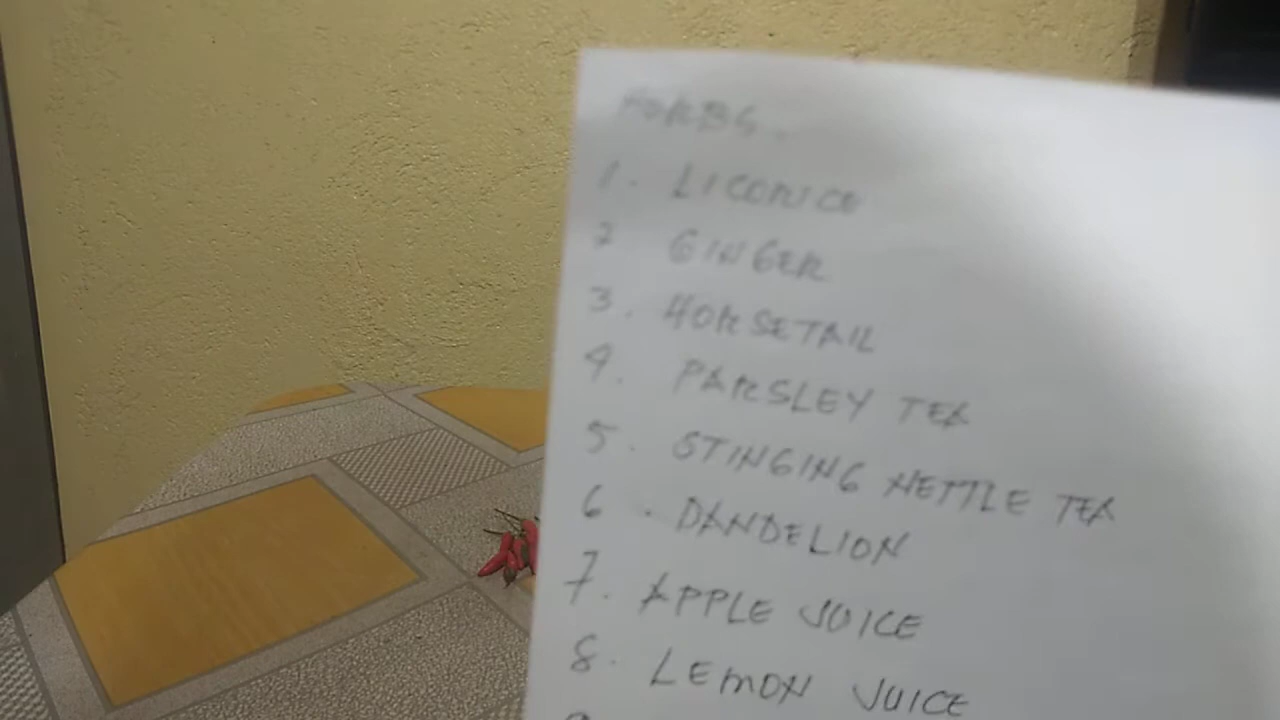 HERBS.
1. LICORICE
2 GINGER
3. HORSETAIL
4. PARSLEY TEA
5. STINGING NETTLE TEA
6. DANDELION
7. APPLE JUICE
8. LEMON JUICE